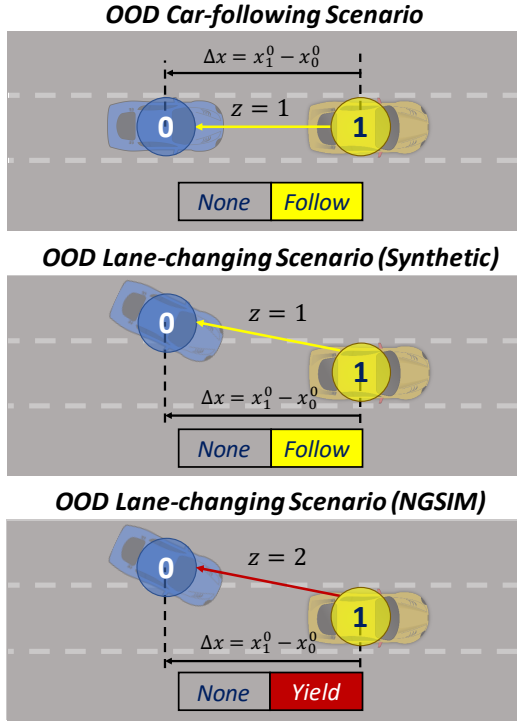 OOD Car-following Scenario
Δx = x₁⁰ − x₀⁰
z = 1
0
1
None Follow
OOD Lane-changing Scenario (Synthetic)
0
z = 1
1
Δx = x₁⁰ − x₀⁰
None Follow
OOD Lane-changing Scenario (NGSIM)
0
z = 2
1
Δx = x₁⁰ − x₀⁰
None Yield